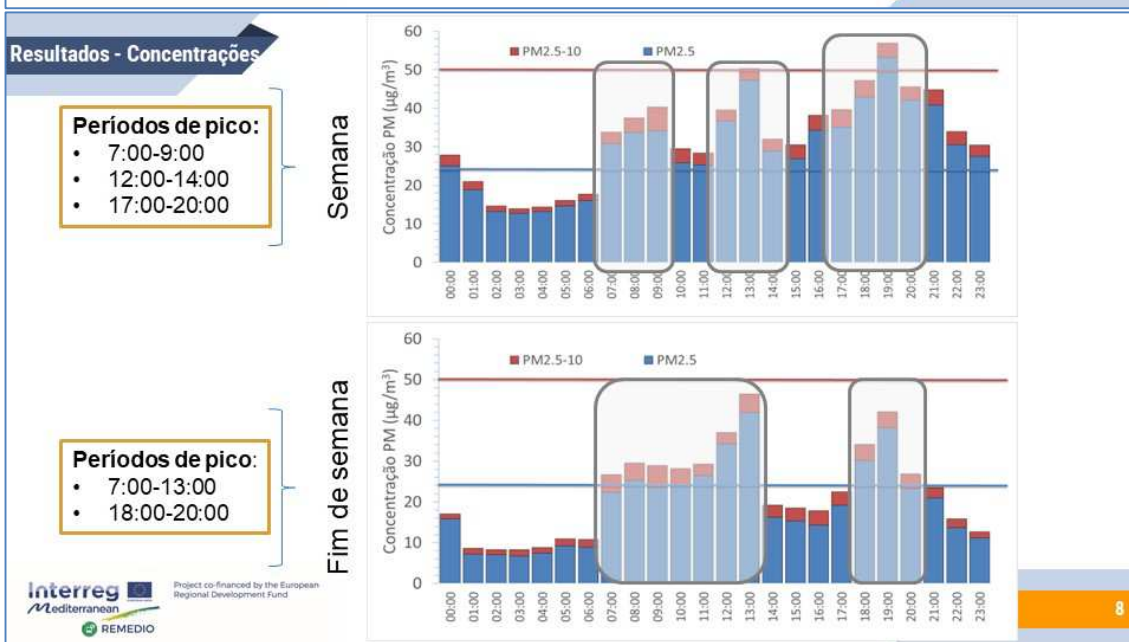 Resultados - Concentrações
Períodos de pico:
• 7:00-9:00
• 12:00-14:00
• 17:00-20:00
Semana
Concentração PM (µg/m³)
60
50
40
30
20
10
0
PM2.5-10 PM2.5
00:00 01:00 02:00 03:00 04:00 05:00 06:00 07:00 08:00 09:00 10:00 11:00 12:00 13:00 14:00 15:00 16:00 17:00 18:00 19:00 20:00 21:00 22:00 23:00
Períodos de pico:
• 7:00-13:00
• 18:00-20:00
Fim de semana
Concentração PM (µg/m³)
60
50
40
30
20
10
0
PM2.5-10 PM2.5
00:00 01:00 02:00 03:00 04:00 05:00 06:00 07:00 08:00 09:00 10:00 11:00 12:00 13:00 14:00 15:00 16:00 17:00 18:00 19:00 20:00 21:00 22:00 23:00
Interreg
Mediterranean
REMEDIO
Project co-financed by the European
Regional Development Fund
8